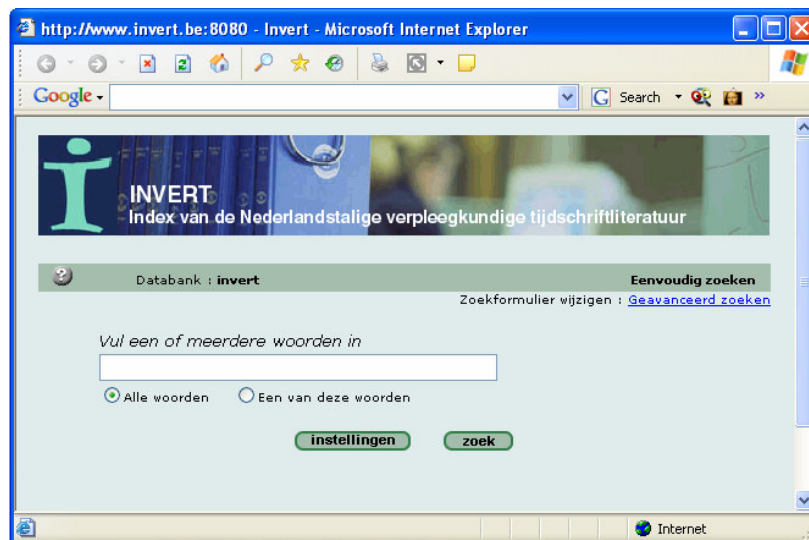 http://www.invert.be:8080 - Invert - Microsoft Internet Explorer
Google
G Search »
INVERT
Index van de Nederlandstalige verpleegkundige tijdschriftliteratuur
? Databank : invert Eenvoudig zoeken
Zoekformulier wijzigen : Geavanceerd zoeken
Vul een of meerdere woorden in
Alle woorden Een van deze woorden
instellingen zoek
Internet